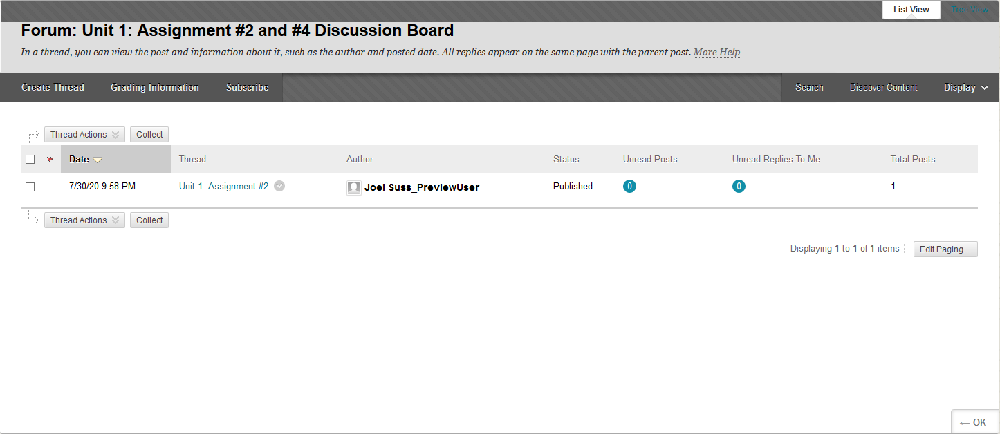 List View Tree View
Forum: Unit 1: Assignment #2 and #4 Discussion Board
In a thread, you can view the post and information about it, such as the author and posted date. All replies appear on the same page with the parent post. More Help
Create Thread Grading Information Subscribe Search Discover Content Display
Thread Actions Collect
Date Thread Author Status Unread Posts Unread Replies To Me Total Posts
7/30/20 9:58 PM Unit 1: Assignment #2 Joel Suss_PreviewUser Published 0 0 1
Thread Actions Collect
Displaying 1 to 1 of 1 items Edit Paging...
← OK